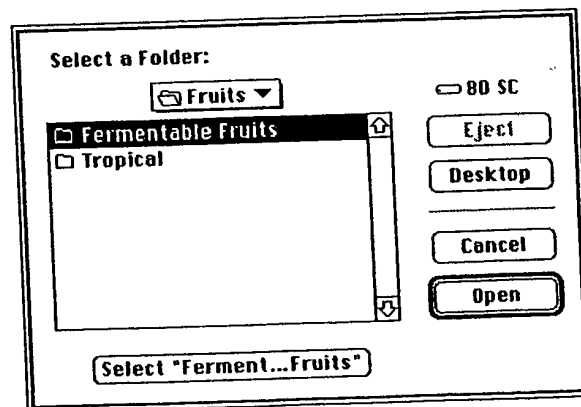 Select a Folder:
Fruits
80 SC
Fermentable Fruits
Tropical
Eject
Desktop
Cancel
Open
Select "Ferment...Fruits"